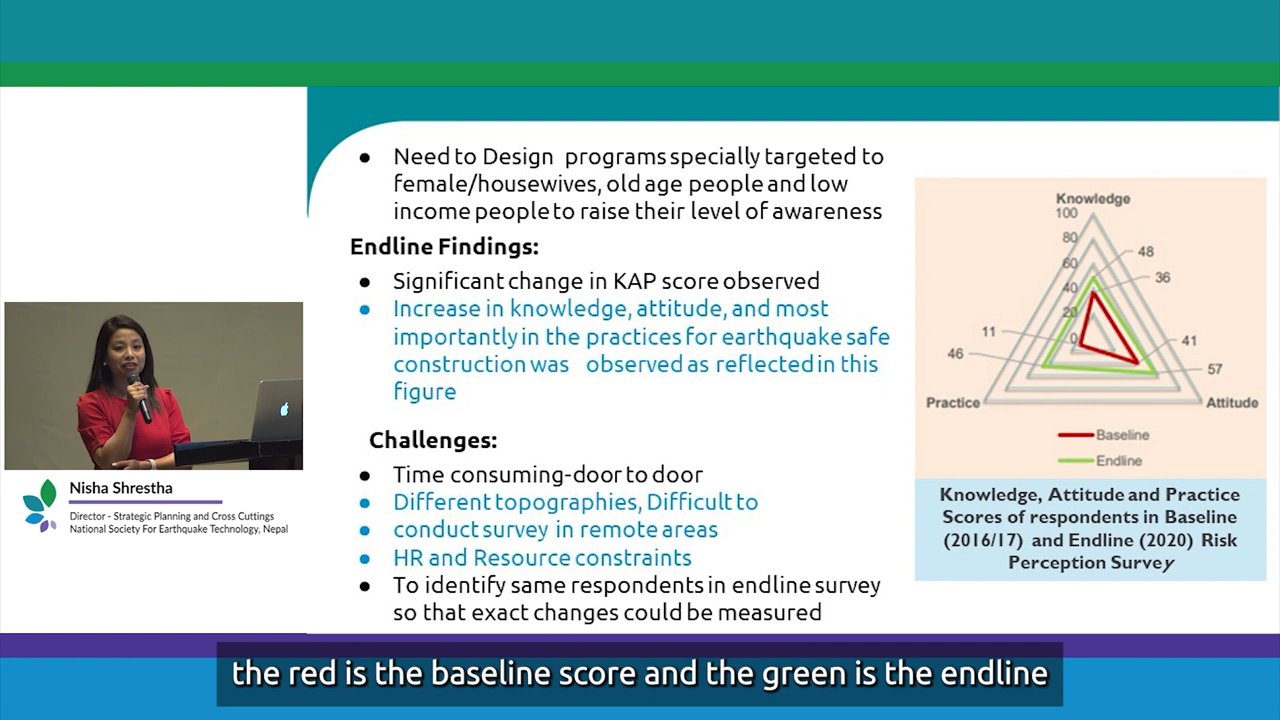 Need to Design programs specially targeted to
female/housewives, old age people and low
income people to raise their level of awareness
Endline Findings:
Significant change in KAP score observed
Increase in knowledge, attitude, and most
importantly in the practices for earthquake safe
construction was observed as reflected in this
figure
Challenges:
Time consuming-door to door
Different topographies, Difficult to
conduct survey in remote areas
HR and Resource constraints
To identify same respondents in endline survey
so that exact changes could be measured
Knowledge
100
80
60
40
20
0
48
36
11
46
41
57
Practice
Attitude
Baseline
Endline
Knowledge, Attitude and Practice
Scores of respondents in Baseline
(2016/17) and Endline (2020) Risk
Perception Survey
Nisha Shrestha
Director - Strategic Planning and Cross Cuttings
National Society For Earthquake Technology, Nepal
the red is the baseline score and the green is the endline